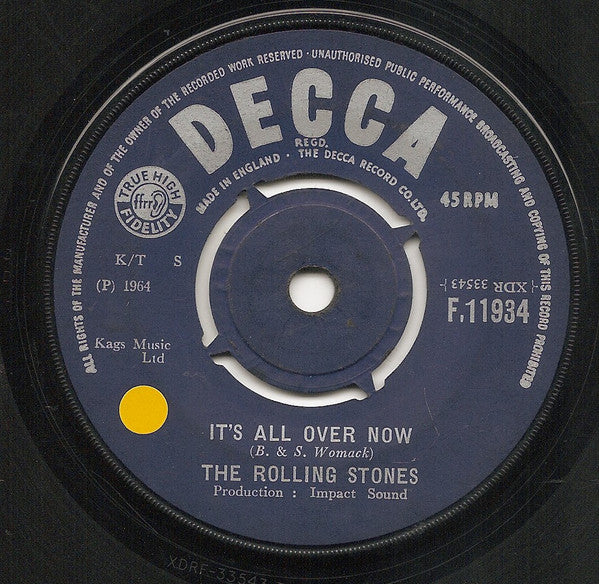 ALL RIGHTS OF THE MANUFACTURER AND OF THE OWNER OF THE RECORDED WORK RESERVED · UNAUTHORISED PUBLIC PERFORMANCE BROADCASTING AND COPYING OF THIS RECORD PROHIBITED
DECCA
REGD.
MADE IN ENGLAND · THE DECCA RECORD CO. LTD.
TRUE HIGH
ffrr
FIDELITY
45 RPM
K/T S
(P) 1964
XDR 33543
F.11934
Kags Music
Ltd
IT'S ALL OVER NOW
(B. & S. Womack)
THE ROLLING STONES
Production : Impact Sound
XDRF-33543